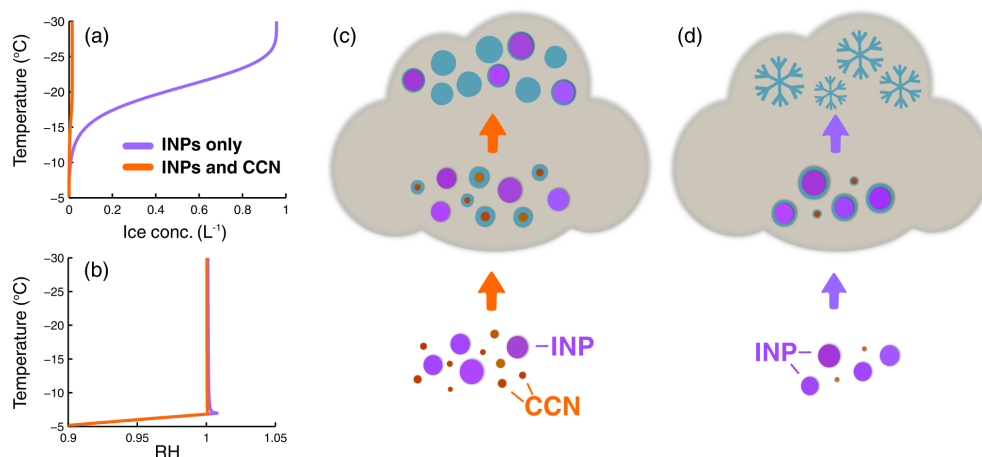 (a)
Temperature (°C)
-30
-25
-20
-15
-10
-5
INPs only
INPs and CCN
0
0.2
0.4
0.6
0.8
1
Ice conc. (L⁻¹)
(b)
Temperature (°C)
-30
-25
-20
-15
-10
-5
0.9
0.95
1
1.05
RH
(c)
INP
CCN
(d)
INP